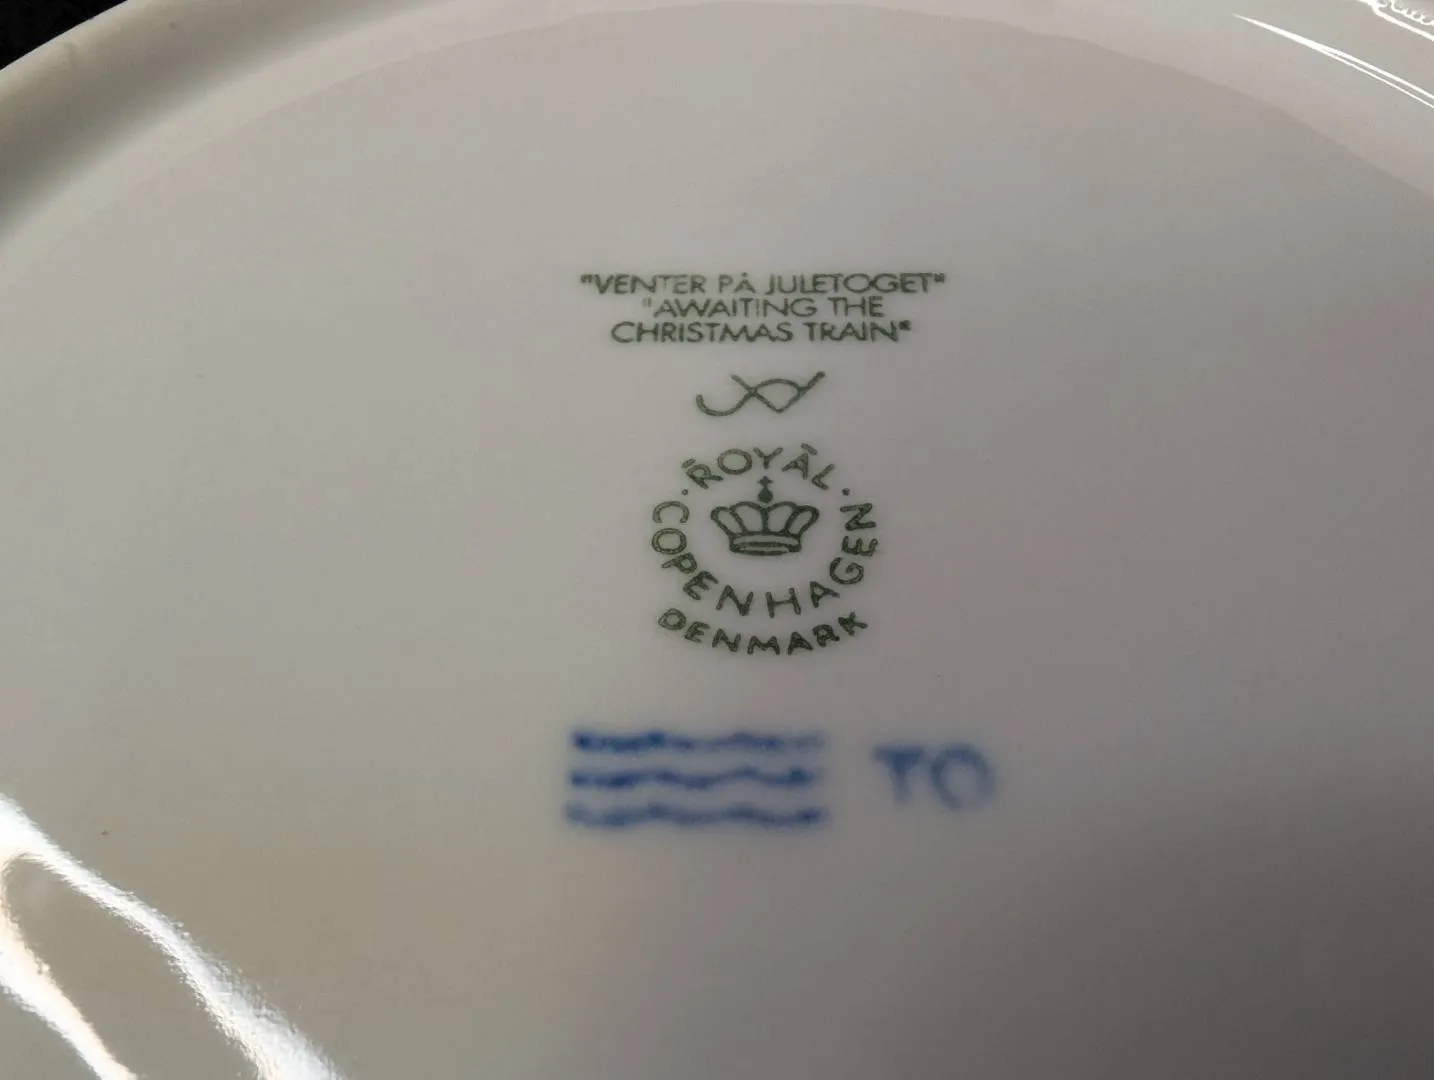 "VENTER PÅ JULETOGET"
"AWAITING THE
CHRISTMAS TRAIN"
ROYAL
COPENHAGEN
DENMARK
TO